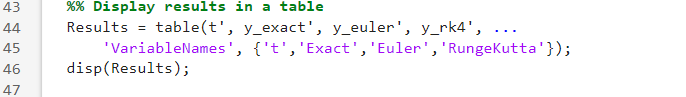 43 %% Display results in a table
44 Results = table(t', y_exact', y_euler', y_rk4', ...
45 'VariableNames', {'t','Exact','Euler','RungeKutta'});
46 disp(Results);
47